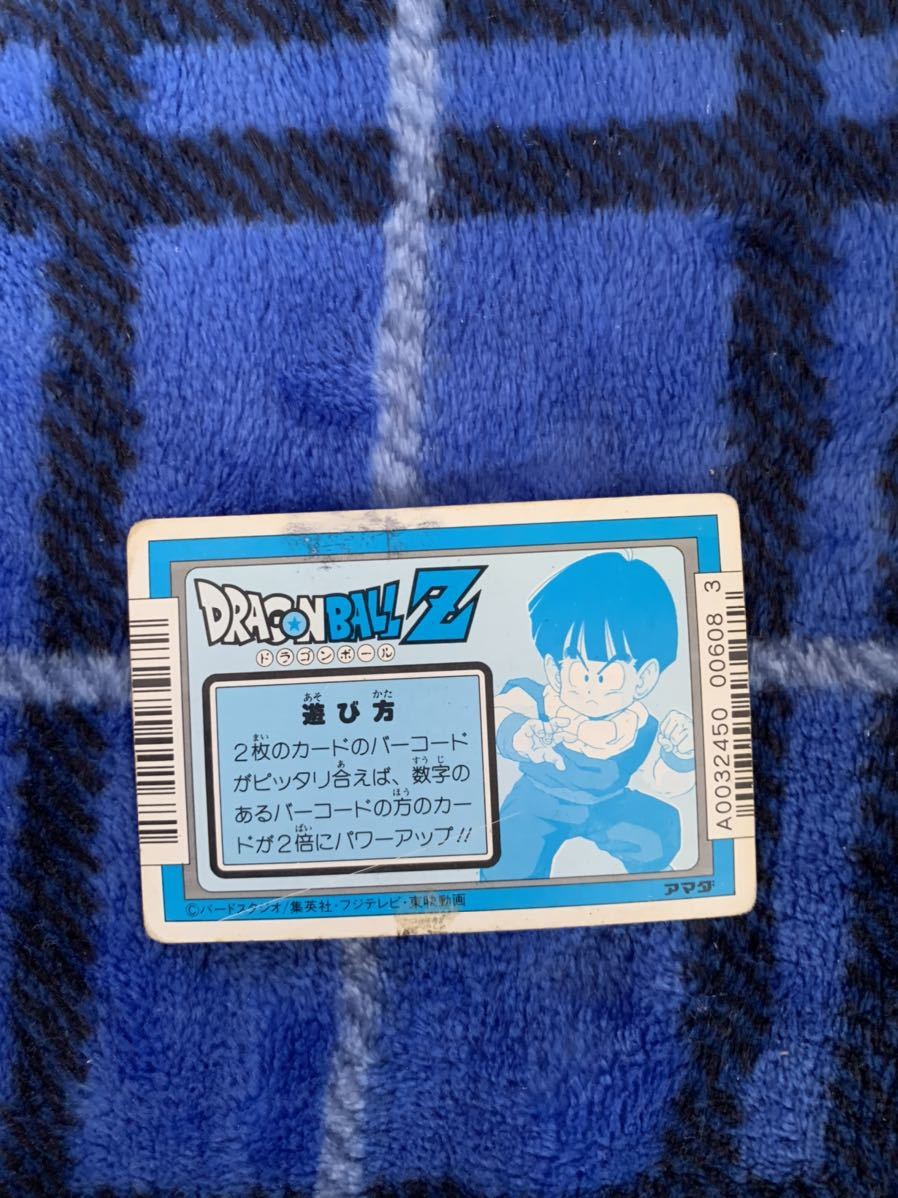 DRAGON BALL Z
ドラゴンボール
あそ かた
遊び方
まい
2枚のカードのバーコード
あ すうじ
がピッタリ合えば、数字の
ほう
あるバーコードの方のカー
ばい
ドが2倍にパワーアップ!!
©バードスタジオ/集英社・フジテレビ・東映動画
アマダ
A0032450 00608 3